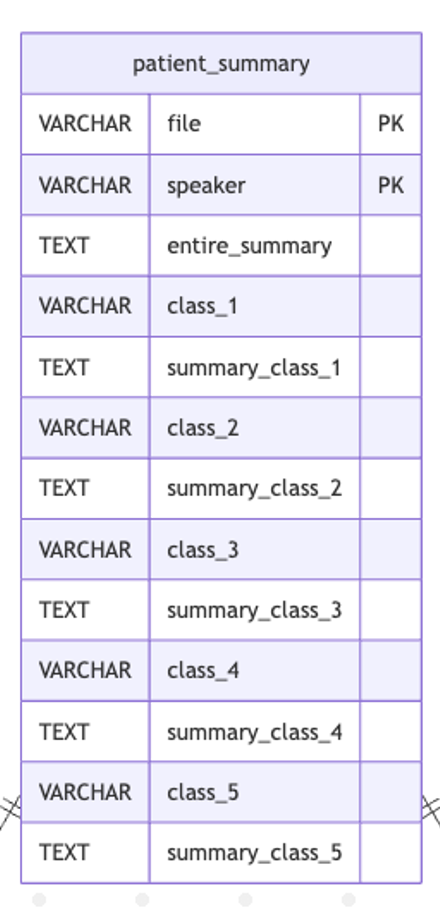 patient_summary
VARCHAR file PK
VARCHAR speaker PK
TEXT entire_summary
VARCHAR class_1
TEXT summary_class_1
VARCHAR class_2
TEXT summary_class_2
VARCHAR class_3
TEXT summary_class_3
VARCHAR class_4
TEXT summary_class_4
VARCHAR class_5
TEXT summary_class_5